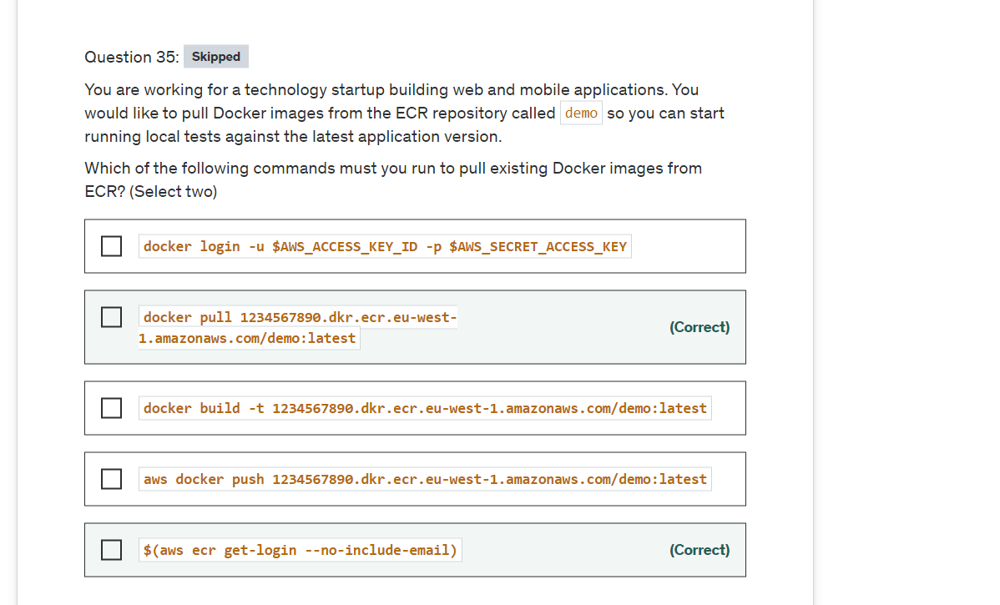 Question 35: Skipped
You are working for a technology startup building web and mobile applications. You
would like to pull Docker images from the ECR repository called demo so you can start
running local tests against the latest application version.
Which of the following commands must you run to pull existing Docker images from
ECR? (Select two)
docker login -u $AWS_ACCESS_KEY_ID -p $AWS_SECRET_ACCESS_KEY
docker pull 1234567890.dkr.ecr.eu-west-
1.amazonaws.com/demo:latest
(Correct)
docker build -t 1234567890.dkr.ecr.eu-west-1.amazonaws.com/demo:latest
aws docker push 1234567890.dkr.ecr.eu-west-1.amazonaws.com/demo:latest
$(aws ecr get-login --no-include-email)
(Correct)